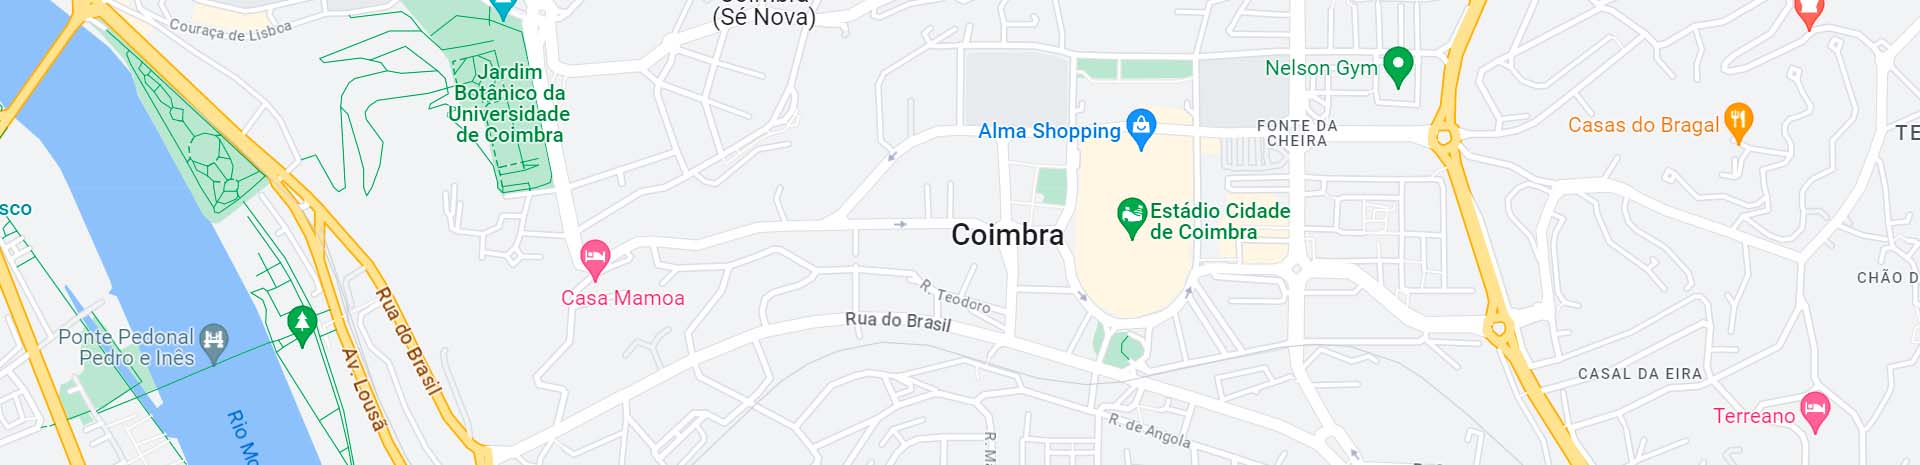 Coimbra
(Sé Nova)
Couraça de Lisboa
Jardim
Botânico da
Universidade
de Coimbra
Nelson Gym
Alma Shopping
FONTE DA
CHEIRA
Casas do Bragal
TE
sco
Estádio Cidade
de Coimbra
Coimbra
Casa Mamoa
R. Teodoro
CHÃO D
Rua do Brasil
Rua do Brasil
Ponte Pedonal
Pedro e Inês
Av. Lousã
CASAL DA EIRA
Terreano
Rio Mo
R. de Angola
R. Ma